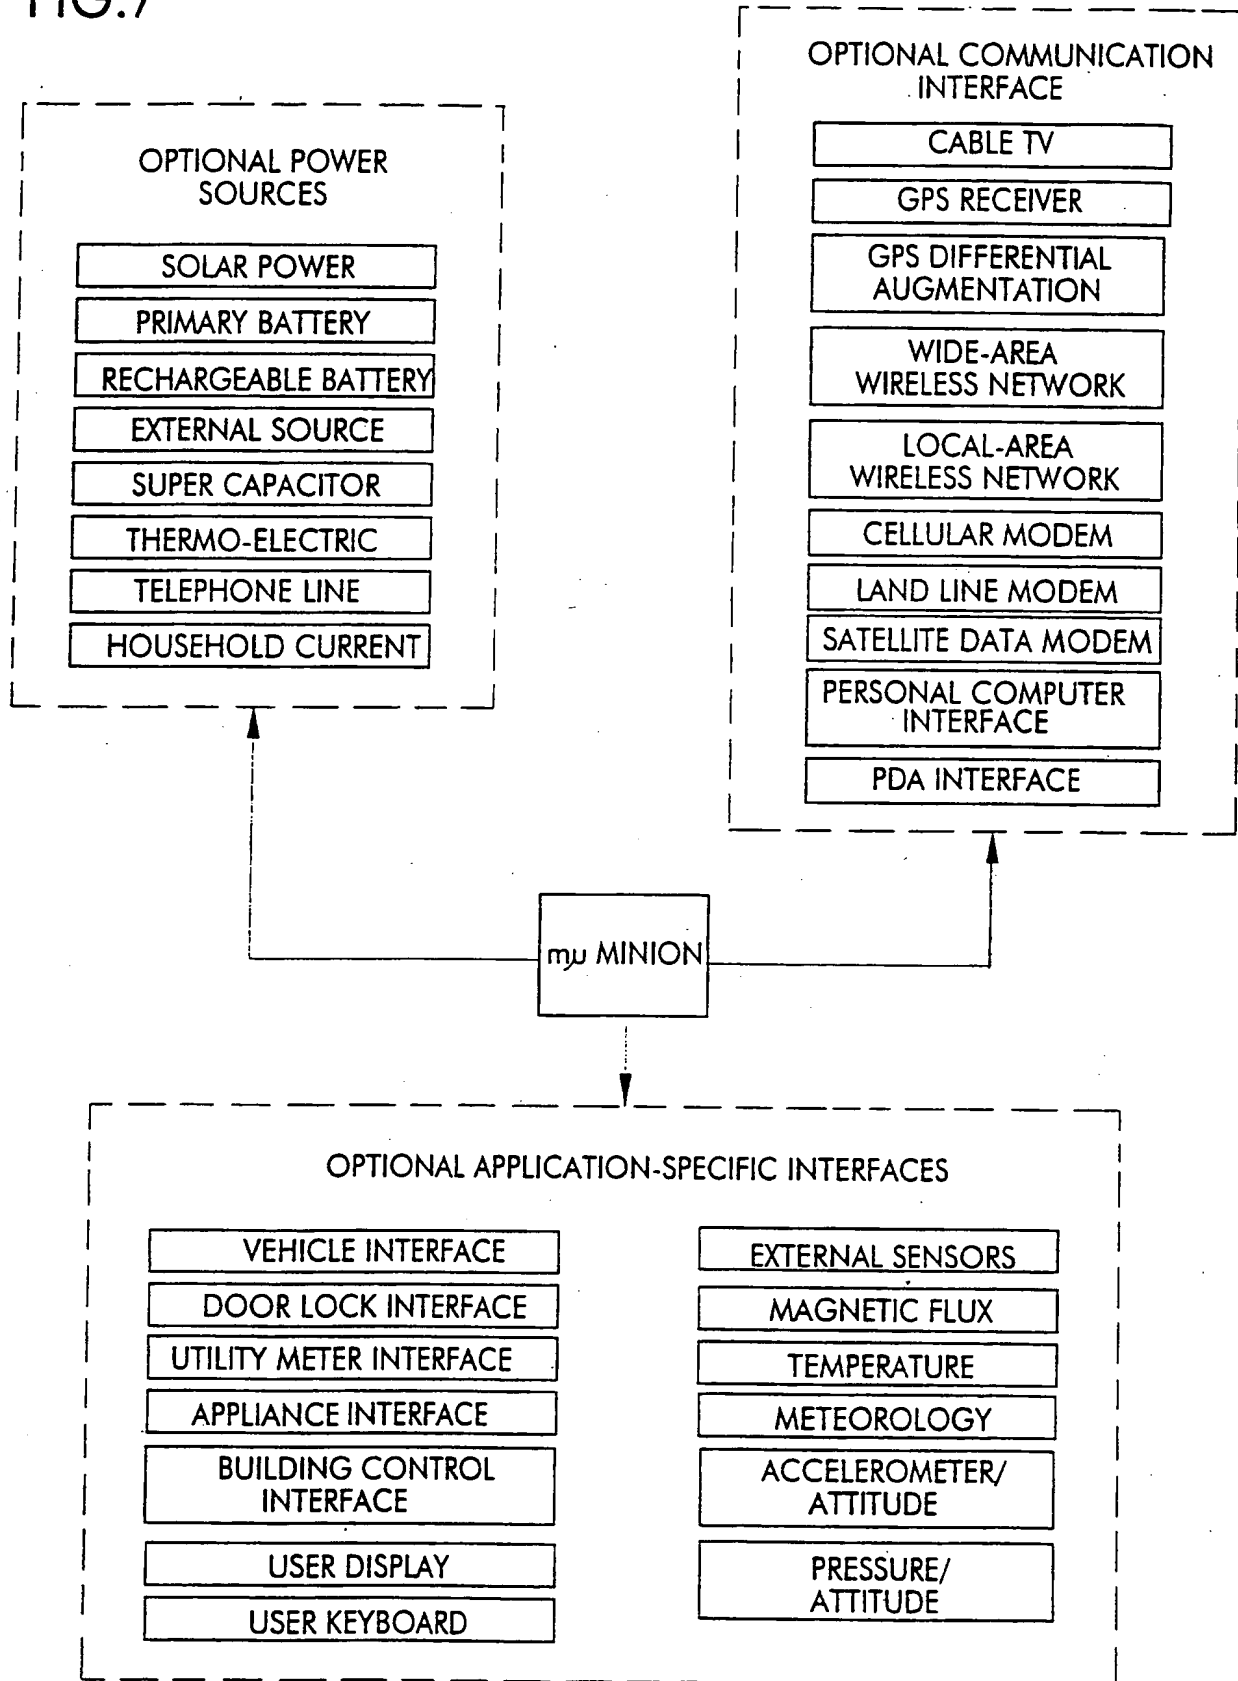 FIG.7
OPTIONAL POWER
SOURCES
SOLAR POWER
PRIMARY BATTERY
RECHARGEABLE BATTERY
EXTERNAL SOURCE
SUPER CAPACITOR
THERMO-ELECTRIC
TELEPHONE LINE
HOUSEHOLD CURRENT
OPTIONAL COMMUNICATION
INTERFACE
CABLE TV
GPS RECEIVER
GPS DIFFERENTIAL
AUGMENTATION
WIDE-AREA
WIRELESS NETWORK
LOCAL-AREA
WIRELESS NETWORK
CELLULAR MODEM
LAND LINE MODEM
SATELLITE DATA MODEM
PERSONAL COMPUTER
INTERFACE
PDA INTERFACE
mμ MINION
OPTIONAL APPLICATION-SPECIFIC INTERFACES
VEHICLE INTERFACE
DOOR LOCK INTERFACE
UTILITY METER INTERFACE
APPLIANCE INTERFACE
BUILDING CONTROL
INTERFACE
USER DISPLAY
USER KEYBOARD
EXTERNAL SENSORS
MAGNETIC FLUX
TEMPERATURE
METEOROLOGY
ACCELEROMETER/
ATTITUDE
PRESSURE/
ATTITUDE